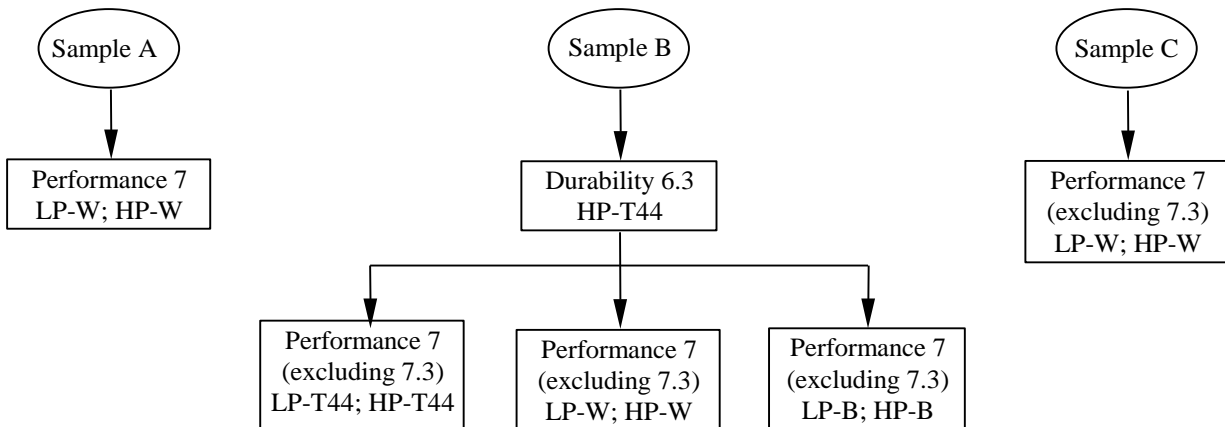 Sample A
Sample B
Sample C
Performance 7
LP-W; HP-W
Durability 6.3
HP-T44
Performance 7
(excluding 7.3)
LP-W; HP-W
Performance 7
(excluding 7.3)
LP-T44; HP-T44
Performance 7
(excluding 7.3)
LP-W; HP-W
Performance 7
(excluding 7.3)
LP-B; HP-B